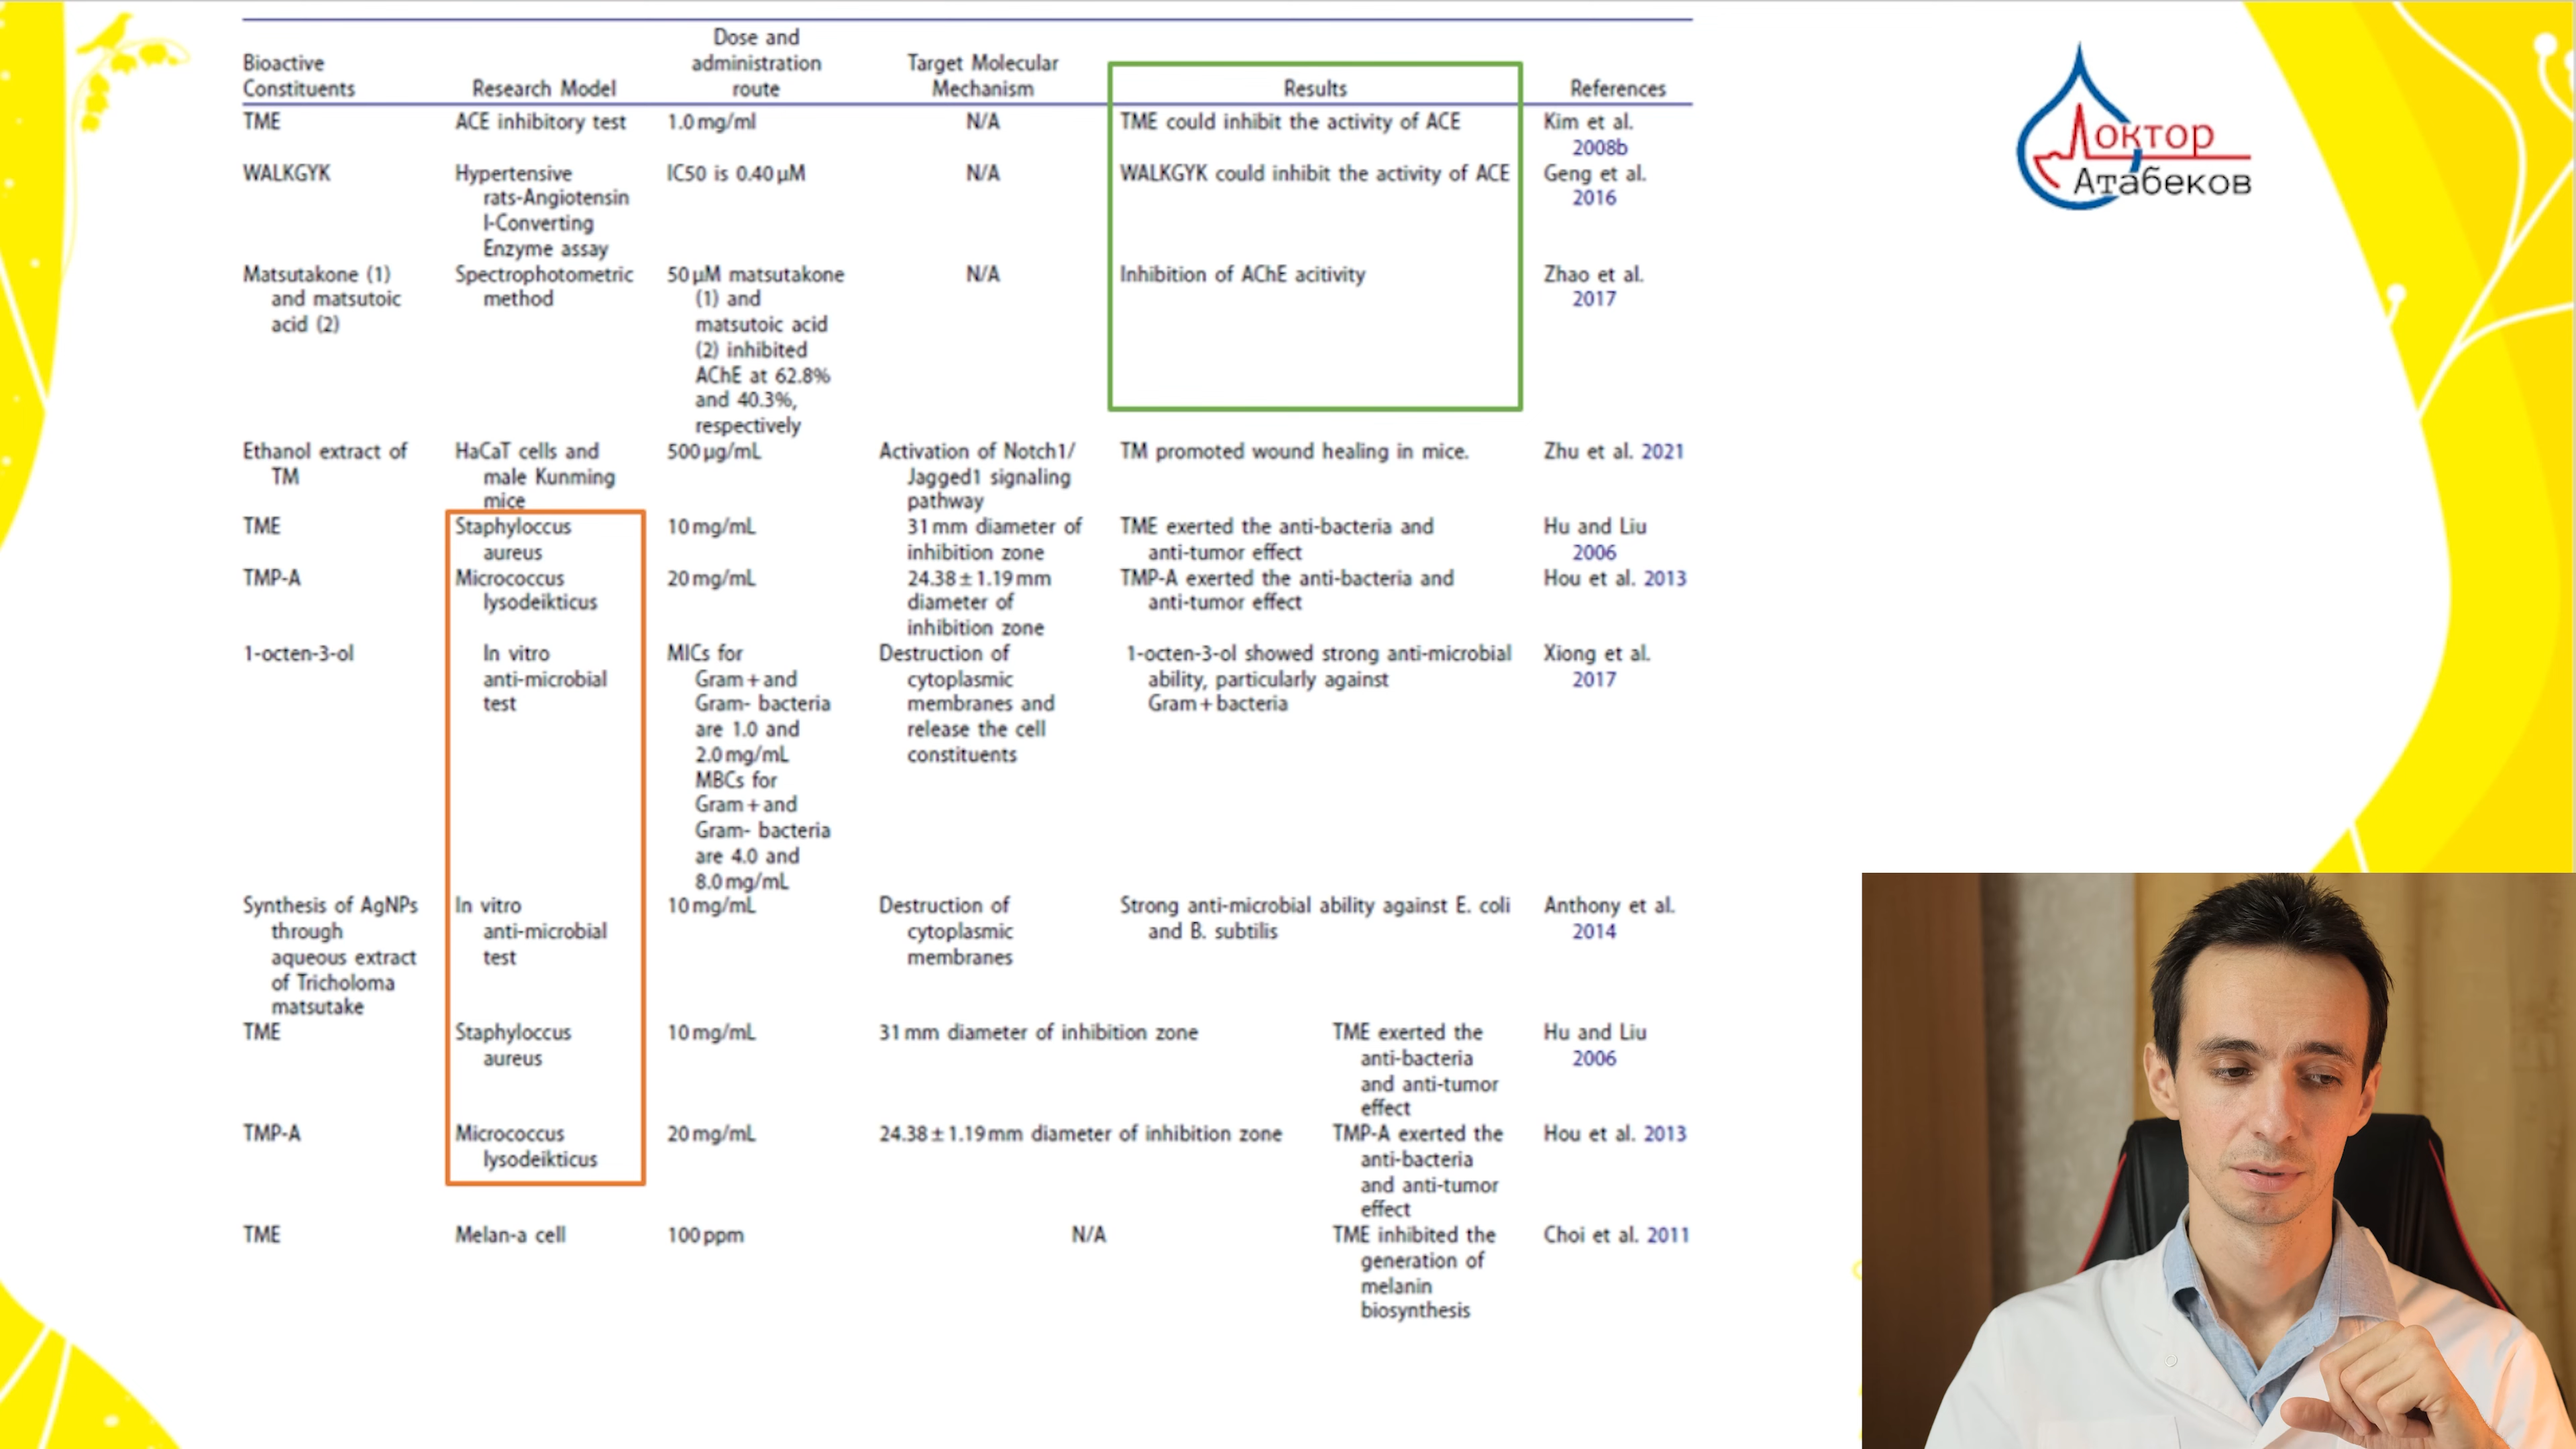 Bioactive Constituents | Research Model | Dose and administration route | Target Molecular Mechanism | Results | References
TME | ACE inhibitory test | 1.0 mg/ml | N/A | TME could inhibit the activity of ACE | Kim et al. 2008b
WALKGYK | Hypertensive rats-Angiotensin I-Converting Enzyme assay | IC50 is 0.40 µM | N/A | WALKGYK could inhibit the activity of ACE | Geng et al. 2016
Matsutakone (1) and matsutoic acid (2) | Spectrophotometric method | 50 µM matsutakone (1) and matsutoic acid (2) inhibited AChE at 62.8% and 40.3%, respectively | N/A | Inhibition of AChE acitivity | Zhao et al. 2017
Ethanol extract of TM | HaCaT cells and male Kunming mice | 500 µg/mL | Activation of Notch1/ Jagged1 signaling pathway | TM promoted wound healing in mice. | Zhu et al. 2021
TME | Staphyloccus aureus | 10 mg/mL | 31 mm diameter of inhibition zone | TME exerted the anti-bacteria and anti-tumor effect | Hu and Liu 2006
TMP-A | Micrococcus lysodeikticus | 20 mg/mL | 24.38 ± 1.19 mm diameter of inhibition zone | TMP-A exerted the anti-bacteria and anti-tumor effect | Hou et al. 2013
1-octen-3-ol | In vitro anti-microbial test | MICs for Gram + and Gram- bacteria are 1.0 and 2.0 mg/mL MBCs for Gram + and Gram- bacteria are 4.0 and 8.0 mg/mL | Destruction of cytoplasmic membranes and release the cell constituents | 1-octen-3-ol showed strong anti-microbial ability, particularly against Gram + bacteria | Xiong et al. 2017
Synthesis of AgNPs through aqueous extract of Tricholoma matsutake | In vitro anti-microbial test | 10 mg/mL | Destruction of cytoplasmic membranes | Strong anti-microbial ability against E. coli and B. subtilis | Anthony et al. 2014
TME | Staphyloccus aureus | 10 mg/mL | 31 mm diameter of inhibition zone | TME exerted the anti-bacteria and anti-tumor effect | Hu and Liu 2006
TMP-A | Micrococcus lysodeikticus | 20 mg/mL | 24.38 ± 1.19 mm diameter of inhibition zone | TMP-A exerted the anti-bacteria and anti-tumor effect | Hou et al. 2013
TME | Melan-a cell | 100 ppm | N/A | TME inhibited the generation of melanin biosynthesis | Choi et al. 2011
Доктор
Атабеков